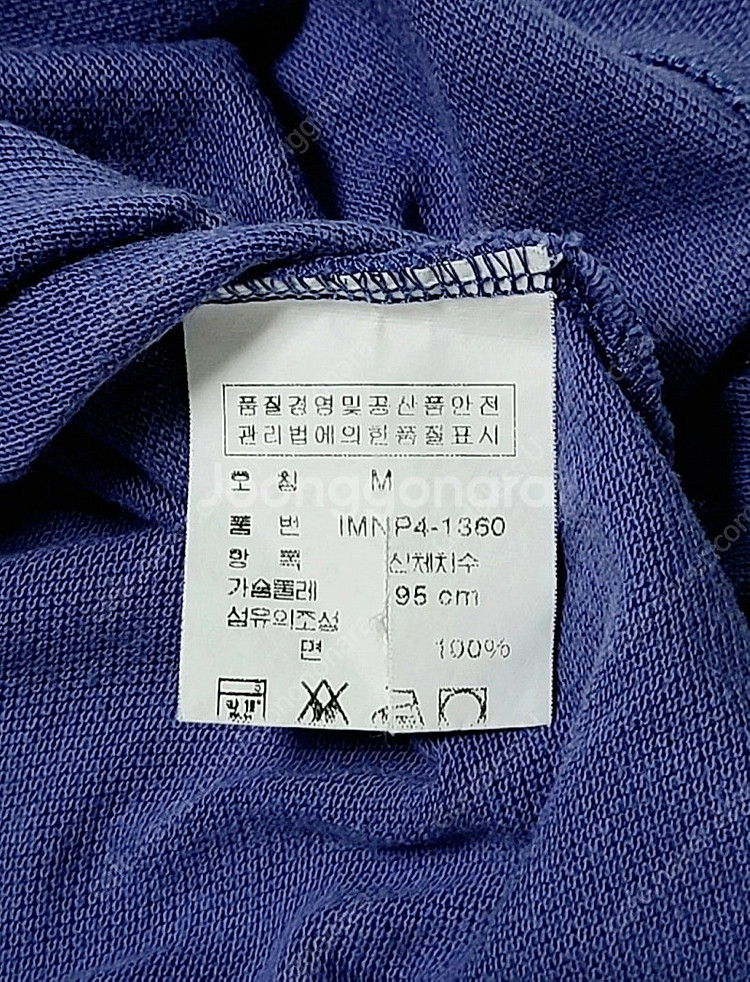 품질경영및공산품안전
관리법에의한품질표시
호 칭 M
품 번 IMNP4-1360
항 목 신체치수
가슴둘레 95 cm
섬유의조성
면 100%
Joonggonara